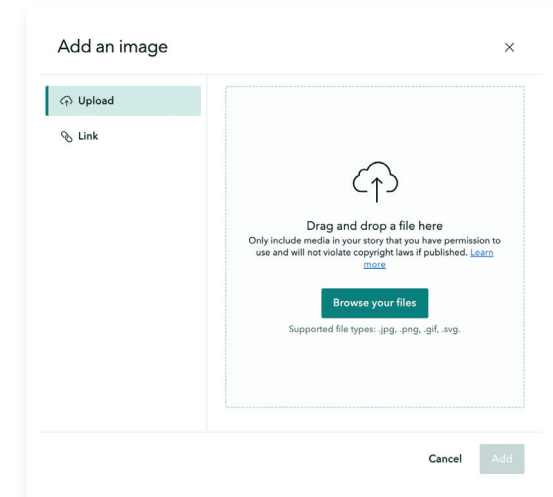 Add an image
Upload
Link
Drag and drop a file here
Only include media in your story that you have permission to
use and will not violate copyright laws if published. Learn
more
Browse your files
Supported file types: .jpg, .png, .gif, .svg.
Cancel
Add